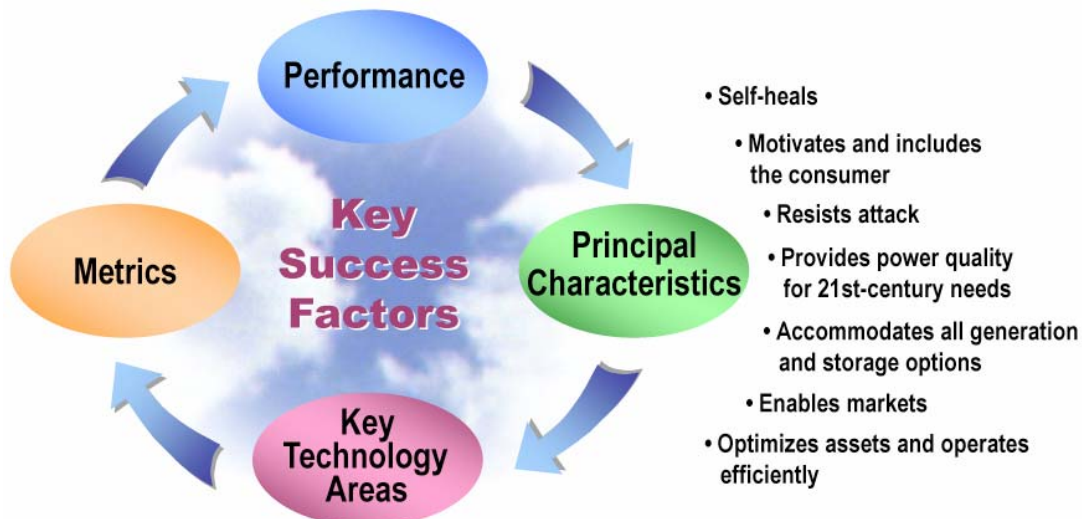 Performance
Metrics
Key
Success
Factors
Principal
Characteristics
Key
Technology
Areas
• Self-heals
• Motivates and includes
the consumer
• Resists attack
• Provides power quality
for 21st-century needs
• Accommodates all generation
and storage options
• Enables markets
• Optimizes assets and operates
efficiently